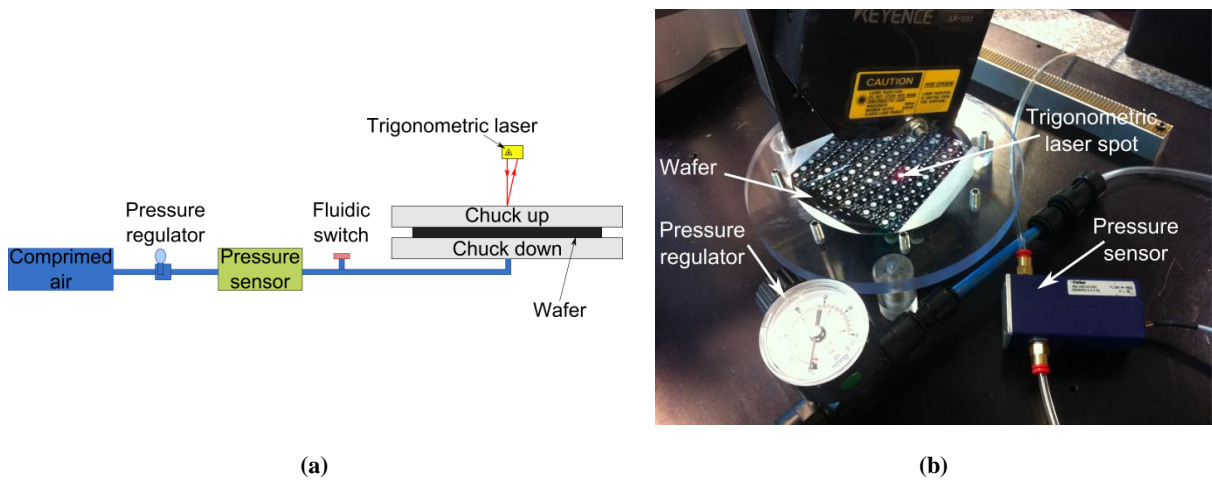 Trigonometric laser
Pressure
regulator
Fluidic
switch
Chuck up
Chuck down
Comprimed
air
Pressure
sensor
Wafer
(a)
KEYENCE
CAUTION
Trigonometric
laser spot
Wafer
Pressure
regulator
Pressure
sensor
(b)